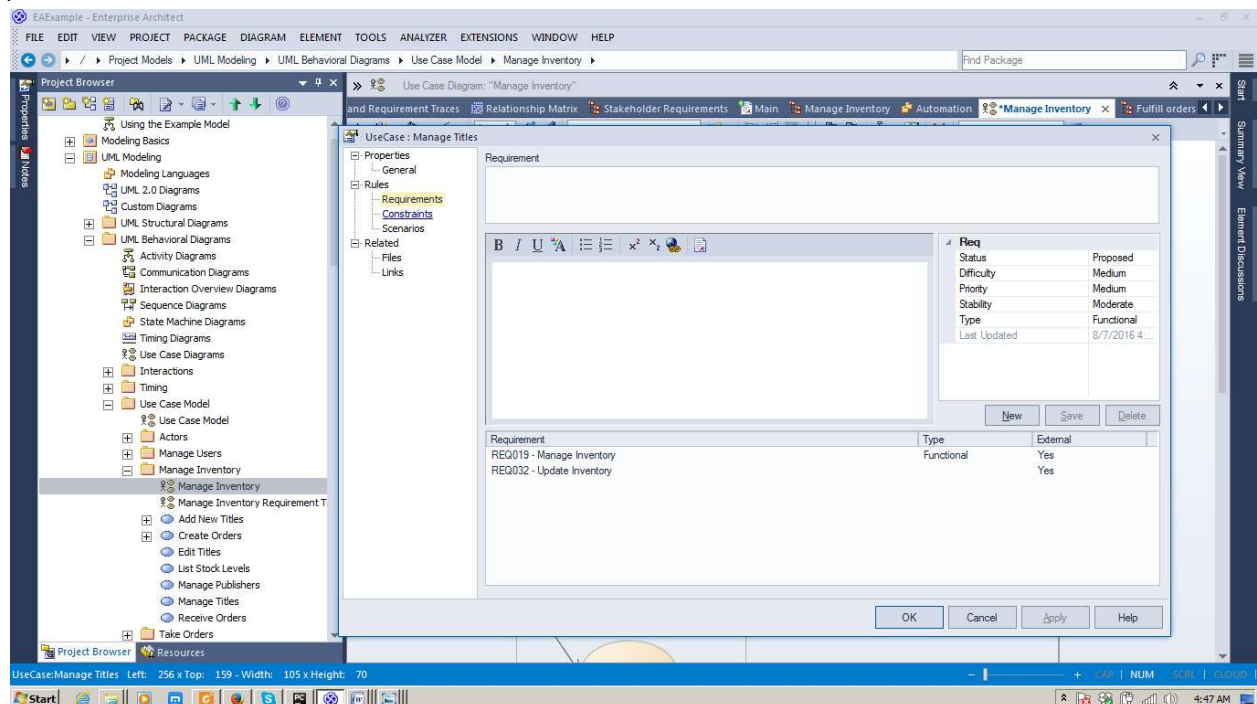 EAExample - Enterprise Architect
FILE EDIT VIEW PROJECT PACKAGE DIAGRAM ELEMENT TOOLS ANALYZER EXTENSIONS WINDOW HELP
/ Project Models UML Modeling UML Behavioral Diagrams Use Case Model Manage Inventory
Find Package
Properties
Notes
Project Browser
Using the Example Model
Modeling Basics
UML Modeling
Modeling Languages
UML 2.0 Diagrams
Custom Diagrams
UML Structural Diagrams
UML Behavioral Diagrams
Activity Diagrams
Communication Diagrams
Interaction Overview Diagrams
Sequence Diagrams
State Machine Diagrams
Timing Diagrams
Use Case Diagrams
Interactions
Timing
Use Case Model
Use Case Model
Actors
Manage Users
Manage Inventory
Manage Inventory
Manage Inventory Requirement T
Add New Titles
Create Orders
Edit Titles
List Stock Levels
Manage Publishers
Manage Titles
Receive Orders
Take Orders
Project Browser Resources
Use Case Diagram: "Manage Inventory"
and Requirement Traces Relationship Matrix Stakeholder Requirements Main Manage Inventory Automation *Manage Inventory Fulfill orders
UseCase : Manage Titles
Properties
General
Rules
Requirements
Constraints
Scenarios
Related
Files
Links
Requirement
B I U A x² x₂
Req
Status Proposed
Difficulty Medium
Priority Medium
Stability Moderate
Type Functional
Last Updated 8/7/2016 4:...
New Save Delete
Requirement Type External
REQ019 - Manage Inventory Functional Yes
REQ032 - Update Inventory Yes
OK Cancel Apply Help
Start
Summary View
Element Discussions
UseCase:Manage Titles Left: 256 x Top: 159 - Width: 105 x Height: 70
CAP NUM SCRL CLOUD
Start
4:47 AM